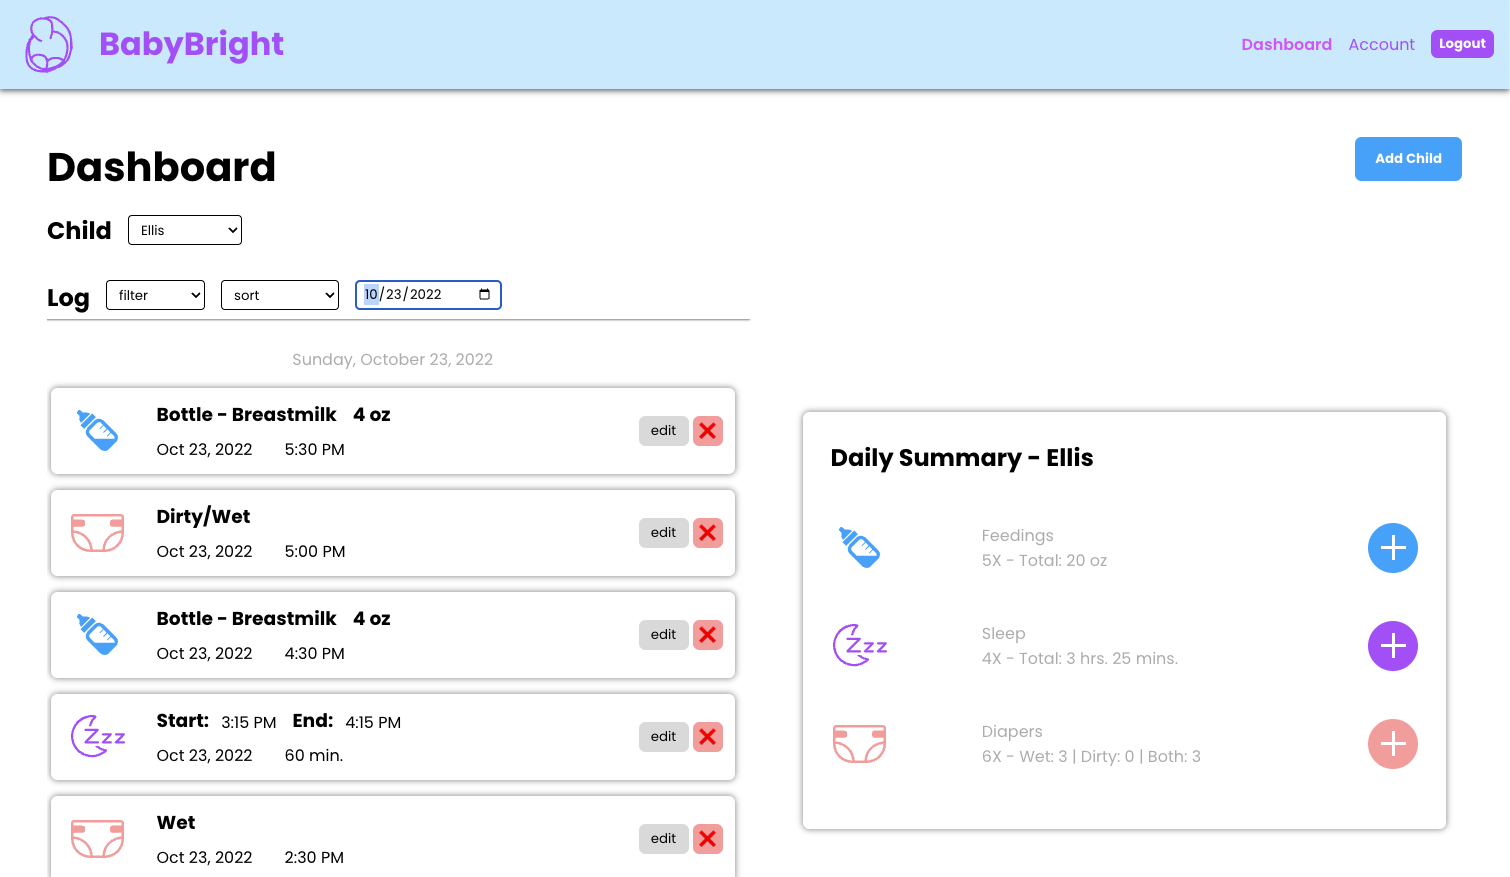 BabyBright
Dashboard Account Logout
Dashboard
Add Child
Child Ellis
Log filter sort 10/23/2022
Sunday, October 23, 2022
Bottle - Breastmilk 4 oz
Oct 23, 2022 5:30 PM
edit
Dirty/Wet
Oct 23, 2022 5:00 PM
edit
Bottle - Breastmilk 4 oz
Oct 23, 2022 4:30 PM
edit
Zzz
Start: 3:15 PM End: 4:15 PM
Oct 23, 2022 60 min.
edit
Wet
Oct 23, 2022 2:30 PM
edit
Daily Summary - Ellis
Feedings
5X - Total: 20 oz
Zzz
Sleep
4X - Total: 3 hrs. 25 mins.
Diapers
6X - Wet: 3 | Dirty: 0 | Both: 3